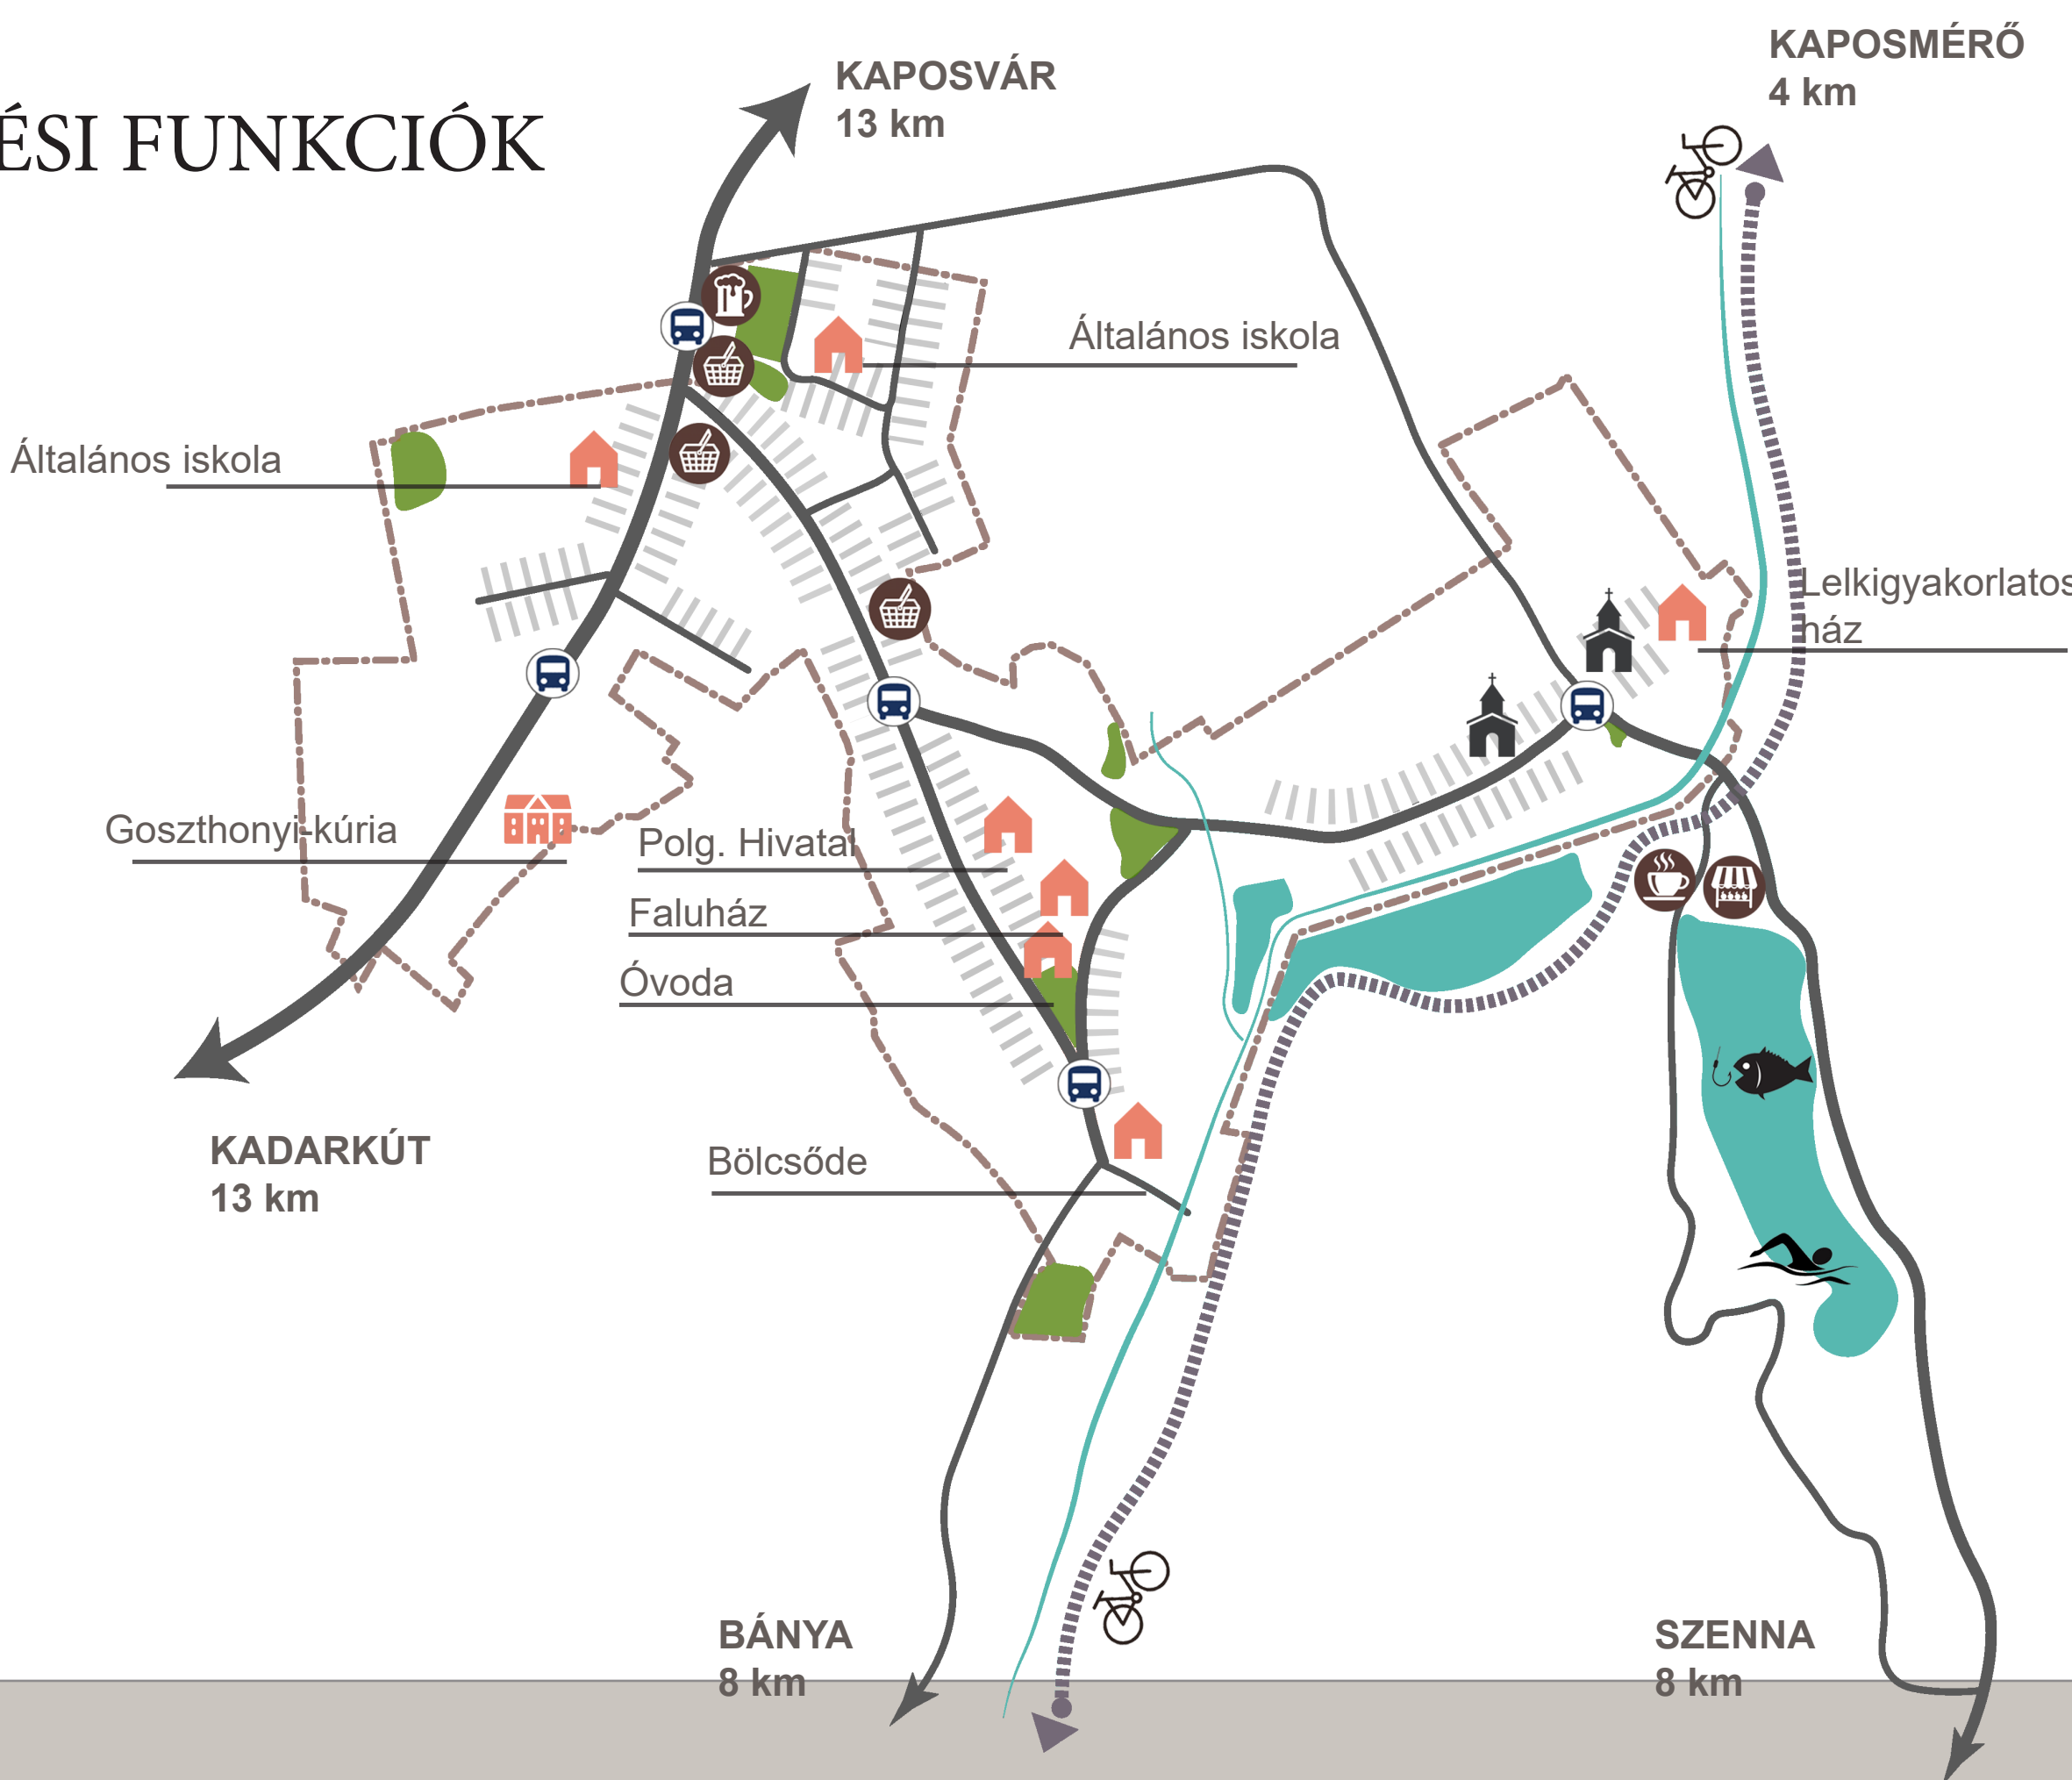 KAPOSMÉRŐ
4 km
KAPOSVÁR
13 km
ÉSI FUNKCIÓK
Általános iskola
Általános iskola
Lelkigyakorlatos
ház
Goszthonyi-kúria
Polg. Hivatal
Faluház
Óvoda
KADARKÚT
13 km
Bölcsőde
BÁNYA
8 km
SZENNA
8 km